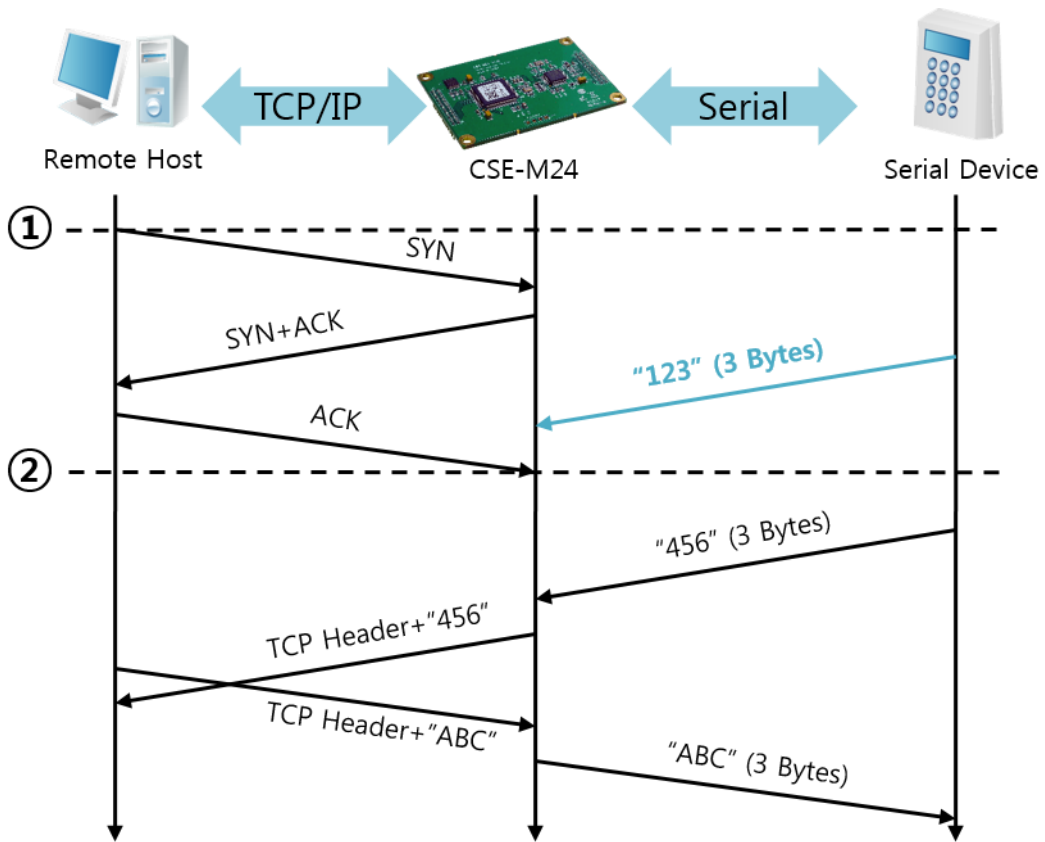 TCP/IP
Serial
Remote Host
CSE-M24
Serial Device
①
SYN
SYN+ACK
“123” (3 Bytes)
ACK
②
“456” (3 Bytes)
TCP Header+“456”
TCP Header+“ABC”
“ABC” (3 Bytes)